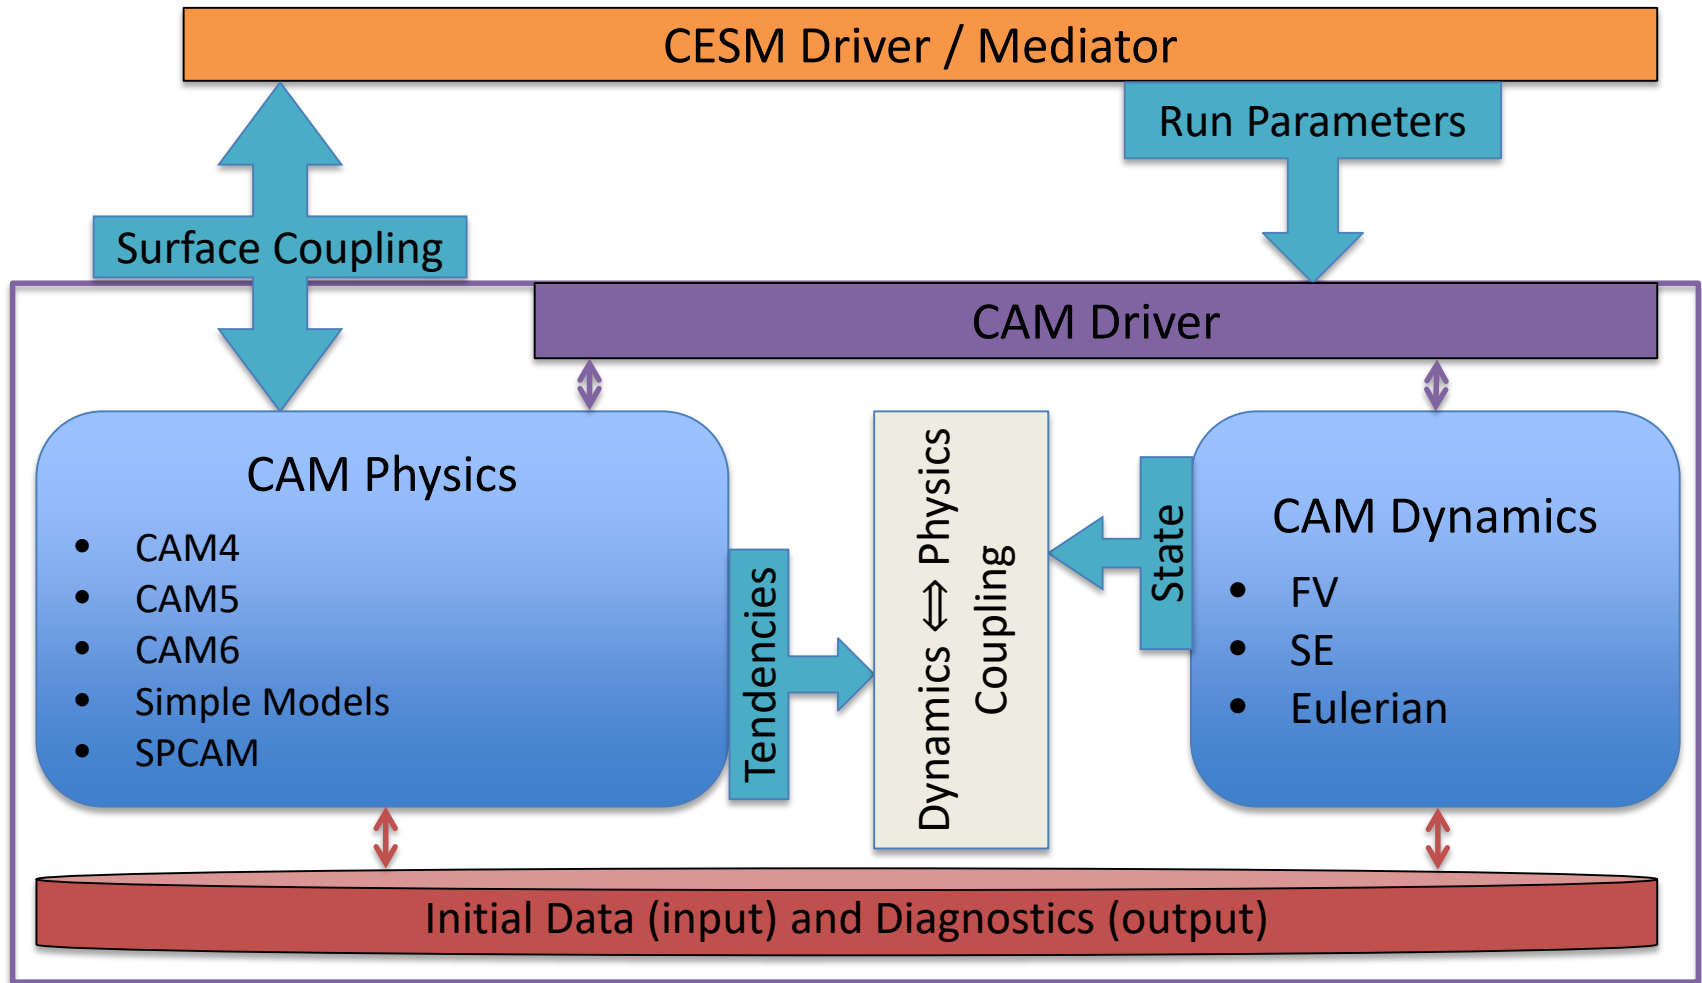 CESM Driver / Mediator
Run Parameters
Surface Coupling
CAM Driver
CAM Physics
• CAM4
• CAM5
• CAM6
• Simple Models
• SPCAM
Tendencies
Dynamics ⇔ Physics
Coupling
State
CAM Dynamics
• FV
• SE
• Eulerian
Initial Data (input) and Diagnostics (output)